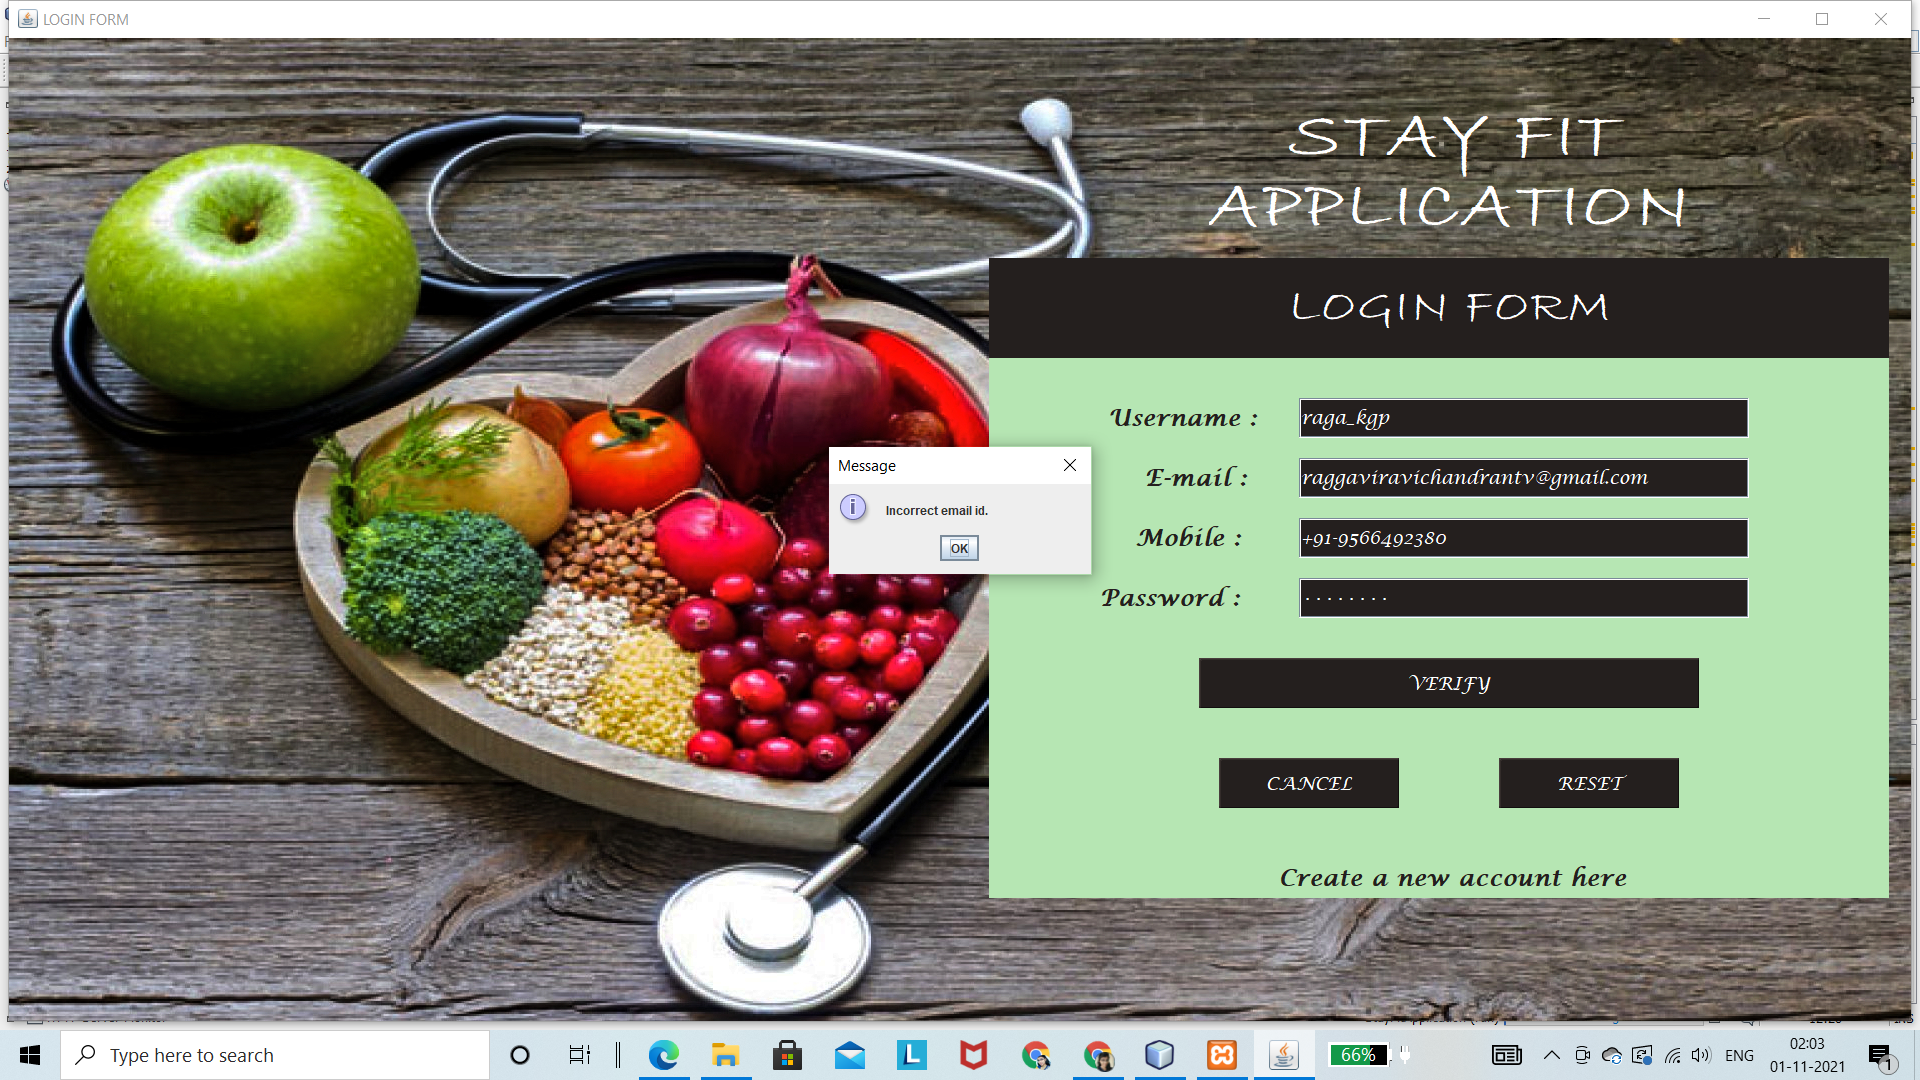 LOGIN FORM
STAY FIT
APPLICATION
LOGIN FORM
Username :
raga_kgp
E-mail :
raggaviravichandrantv@gmail.com
Mobile :
+91-9566492380
Password :
········
Message
Incorrect email id.
OK
VERIFY
CANCEL
RESET
Create a new account here
Type here to search
66%
ENG
02:03
01-11-2021
1